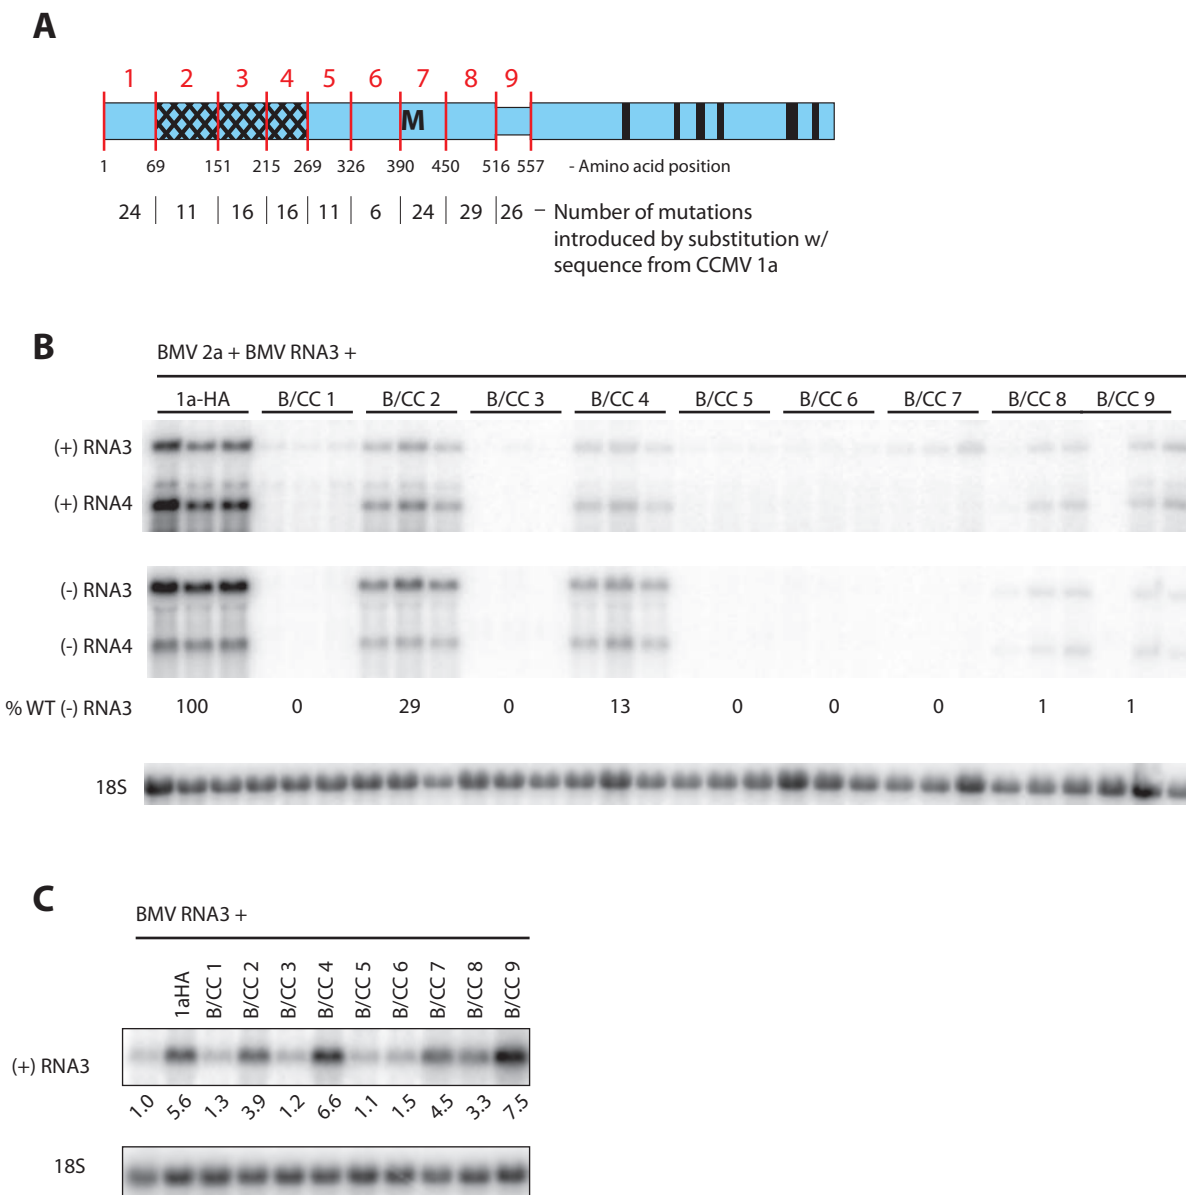 A
1 2 3 4 5 6 7 8 9
M
1 69 151 215 269 326 390 450 516 557 - Amino acid position
24 | 11 | 16 | 16 | 11 | 6 | 24 | 29 | 26 – Number of mutations
introduced by substitution w/
sequence from CCMV 1a
B
BMV 2a + BMV RNA3 +
1a-HA B/CC 1 B/CC 2 B/CC 3 B/CC 4 B/CC 5 B/CC 6 B/CC 7 B/CC 8 B/CC 9
(+) RNA3
(+) RNA4
(-) RNA3
(-) RNA4
% WT (-) RNA3 100 0 29 0 13 0 0 0 1 1
18S
C
BMV RNA3 +
1aHA B/CC 1 B/CC 2 B/CC 3 B/CC 4 B/CC 5 B/CC 6 B/CC 7 B/CC 8 B/CC 9
(+) RNA3
1.0 5.6 1.3 3.9 1.2 6.6 1.1 1.5 4.5 3.3 7.5
18S